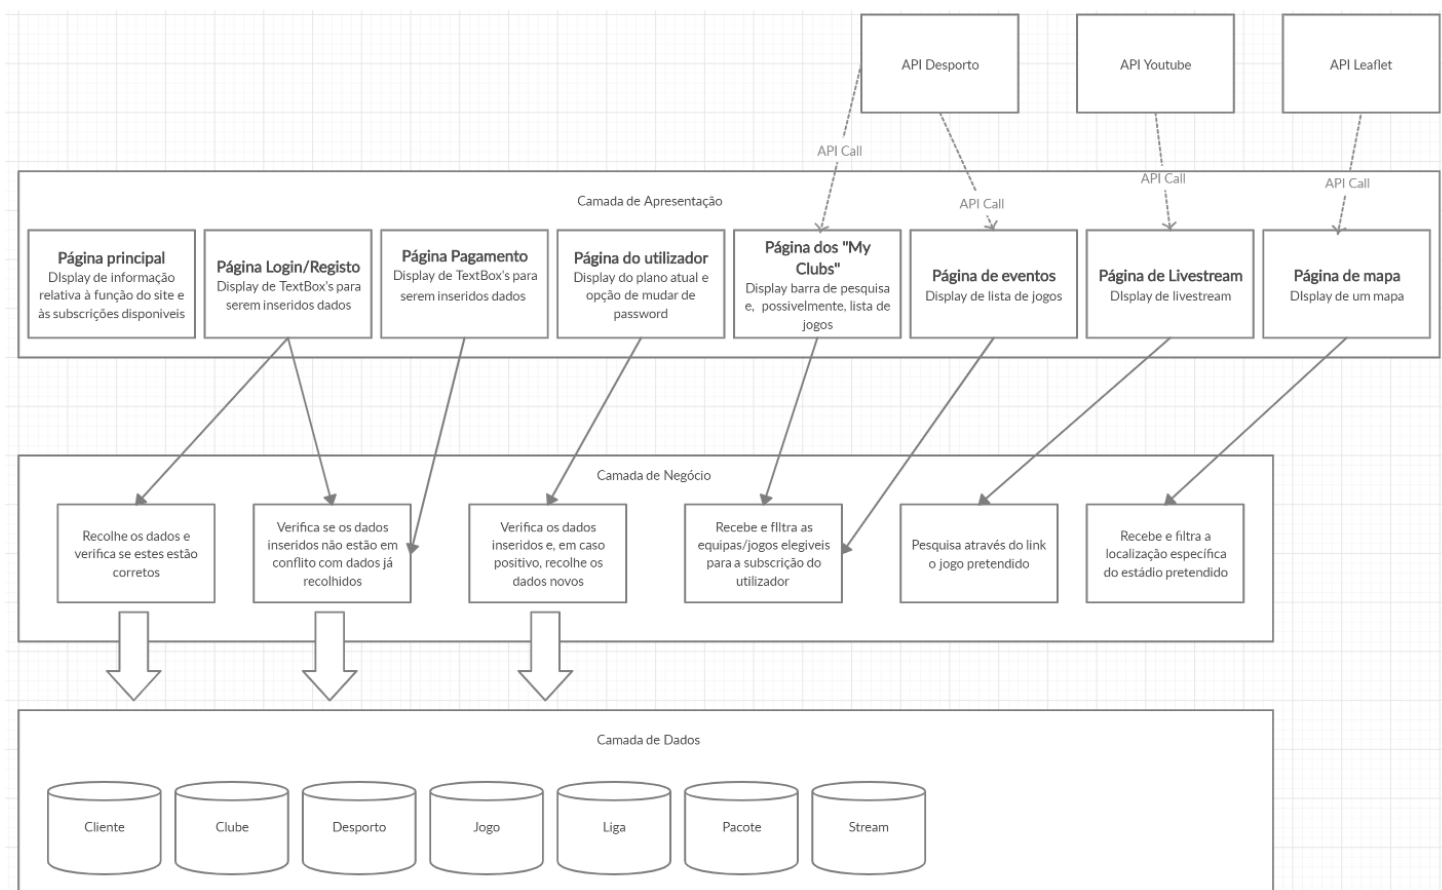 API Desporto
API Youtube
API Leaflet
API Call
API Call
API Call
API Call
Camada de Apresentação
Página principal
DIsplay de informação
relativa à função do site e
às subscrições disponiveis
Página Login/Registo
Display de TextBox's para
serem inseridos dados
Página Pagamento
Display de TextBox's para
serem inseridos dados
Página do utilizador
Display do plano atual e
opção de mudar de
password
Página dos "My
Clubs"
Display barra de pesquisa
e, possivelmente, lista de
jogos
Página de eventos
Display de lista de jogos
Página de Livestream
DIsplay de livestream
Página de mapa
DIsplay de um mapa
Camada de Negócio
Recolhe os dados e
verifica se estes estão
corretos
Verifica se os dados
inseridos não estão em
conflito com dados já
recolhidos
Verifica os dados
inseridos e, em caso
positivo, recolhe os
dados novos
Recebe e fIltra as
equipas/jogos elegiveis
para a subscrição do
utilizador
Pesquisa através do link
o jogo pretendido
Recebe e filtra a
localização específica
do estádio pretendido
Camada de Dados
Cliente
Clube
Desporto
Jogo
Liga
Pacote
Stream